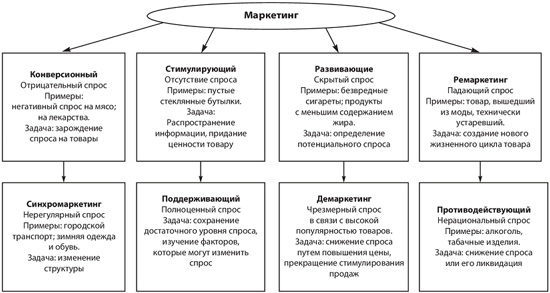 Маркетинг
Конверсионный
Отрицательный спрос
Примеры:
негативный спрос на мясо;
на лекарства.
Задача: зарождение
спроса на товары
Стимулирующий
Отсутствие спроса
Примеры: пустые
стеклянные бутылки.
Задача:
Распространение
информации, придание
ценности товару
Развивающие
Скрытый спрос
Примеры: безвредные
сигареты; продукты
с меньшим содержанием
жира.
Задача: определение
потенциального спроса
Ремаркетинг
Падающий спрос
Примеры: товар, вышедший
из моды, технически
устаревший.
Задача: создание нового
жизненного цикла товара
Синхромаркетинг
Нерегулярный спрос
Примеры: городской
транспорт; зимняя одежда
и обувь.
Задача: изменение
структуры
Поддерживающий
Полноценный спрос
Задача: сохранение
достаточного уровня спроса,
изучение факторов,
которые могут изменить
спрос
Демаркетинг
Чрезмерный спрос
в связи с высокой
популярностью товаров.
Задача: снижение спроса
путем повышения цены,
прекращение стимулирования
продаж
Противодействующий
Нерациональный спрос
Примеры: алкоголь,
табачные изделия.
Задача: снижение спроса
или его ликвидация